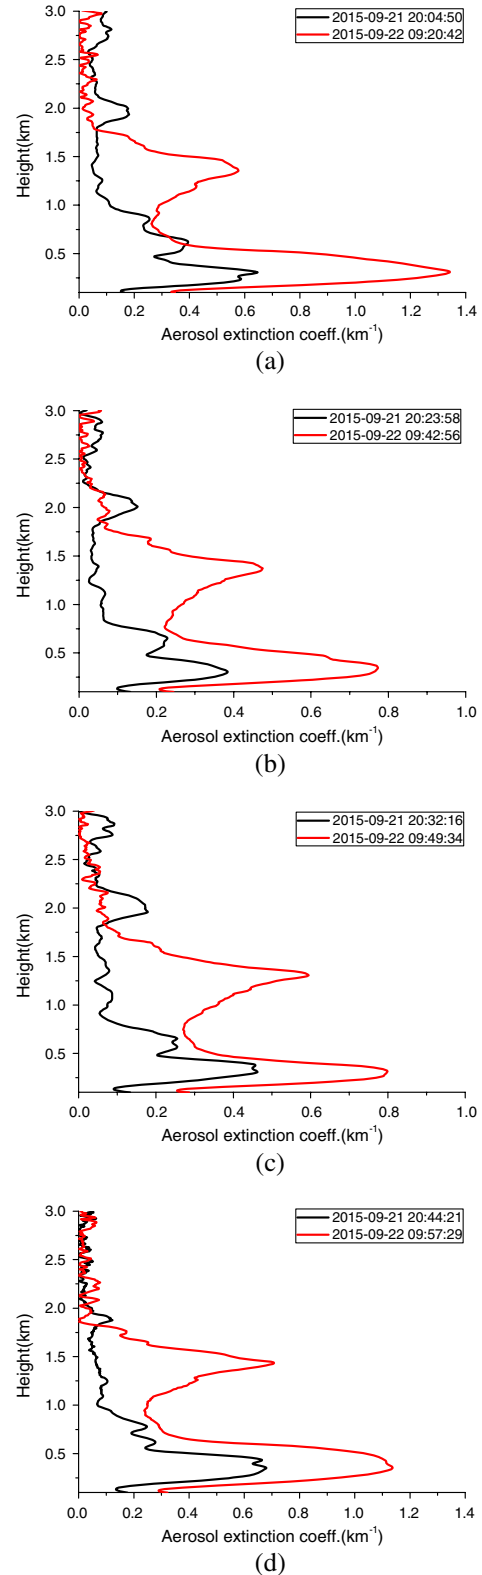 2015-09-21 20:04:50
2015-09-22 09:20:42
3.0
2.5
2.0
1.5
1.0
0.5
Height(km)
0.0 0.2 0.4 0.6 0.8 1.0 1.2 1.4
Aerosol extinction coeff.(km⁻¹)
(a)
2015-09-21 20:23:58
2015-09-22 09:42:56
3.0
2.5
2.0
1.5
1.0
0.5
Height(km)
0.0 0.2 0.4 0.6 0.8 1.0
Aerosol extinction coeff.(km⁻¹)
(b)
2015-09-21 20:32:16
2015-09-22 09:49:34
3.0
2.5
2.0
1.5
1.0
0.5
Height(km)
0.0 0.2 0.4 0.6 0.8 1.0
Aerosol extinction coeff.(km⁻¹)
(c)
2015-09-21 20:44:21
2015-09-22 09:57:29
3.0
2.5
2.0
1.5
1.0
0.5
Height(km)
0.0 0.2 0.4 0.6 0.8 1.0 1.2 1.4
Aerosol extinction coeff.(km⁻¹)
(d)